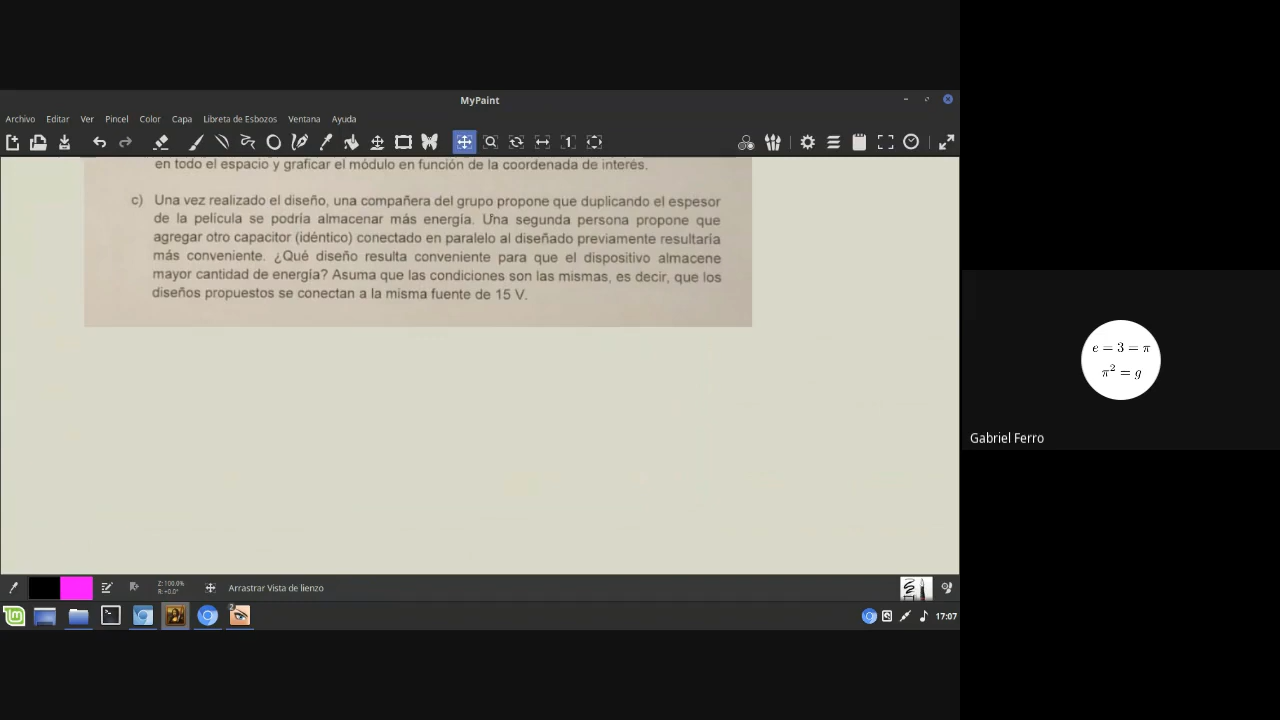 MyPaint
Archivo Editar Ver Pincel Color Capa Libreta de Esbozos Ventana Ayuda
en todo el espacio y graficar el módulo en función de la coordenada de interés.
c) Una vez realizado el diseño, una compañera del grupo propone que duplicando el espesor
de la película se podría almacenar más energía. Una segunda persona propone que
agregar otro capacitor (idéntico) conectado en paralelo al diseñado previamente resultaría
más conveniente. ¿Qué diseño resulta conveniente para que el dispositivo almacene
mayor cantidad de energía? Asuma que las condiciones son las mismas, es decir, que los
diseños propuestos se conectan a la misma fuente de 15 V.
e = 3 = π
π² = g
Gabriel Ferro
Z: 100.0%
R: +0.0°
Arrastrar Vista de lienzo
17:07